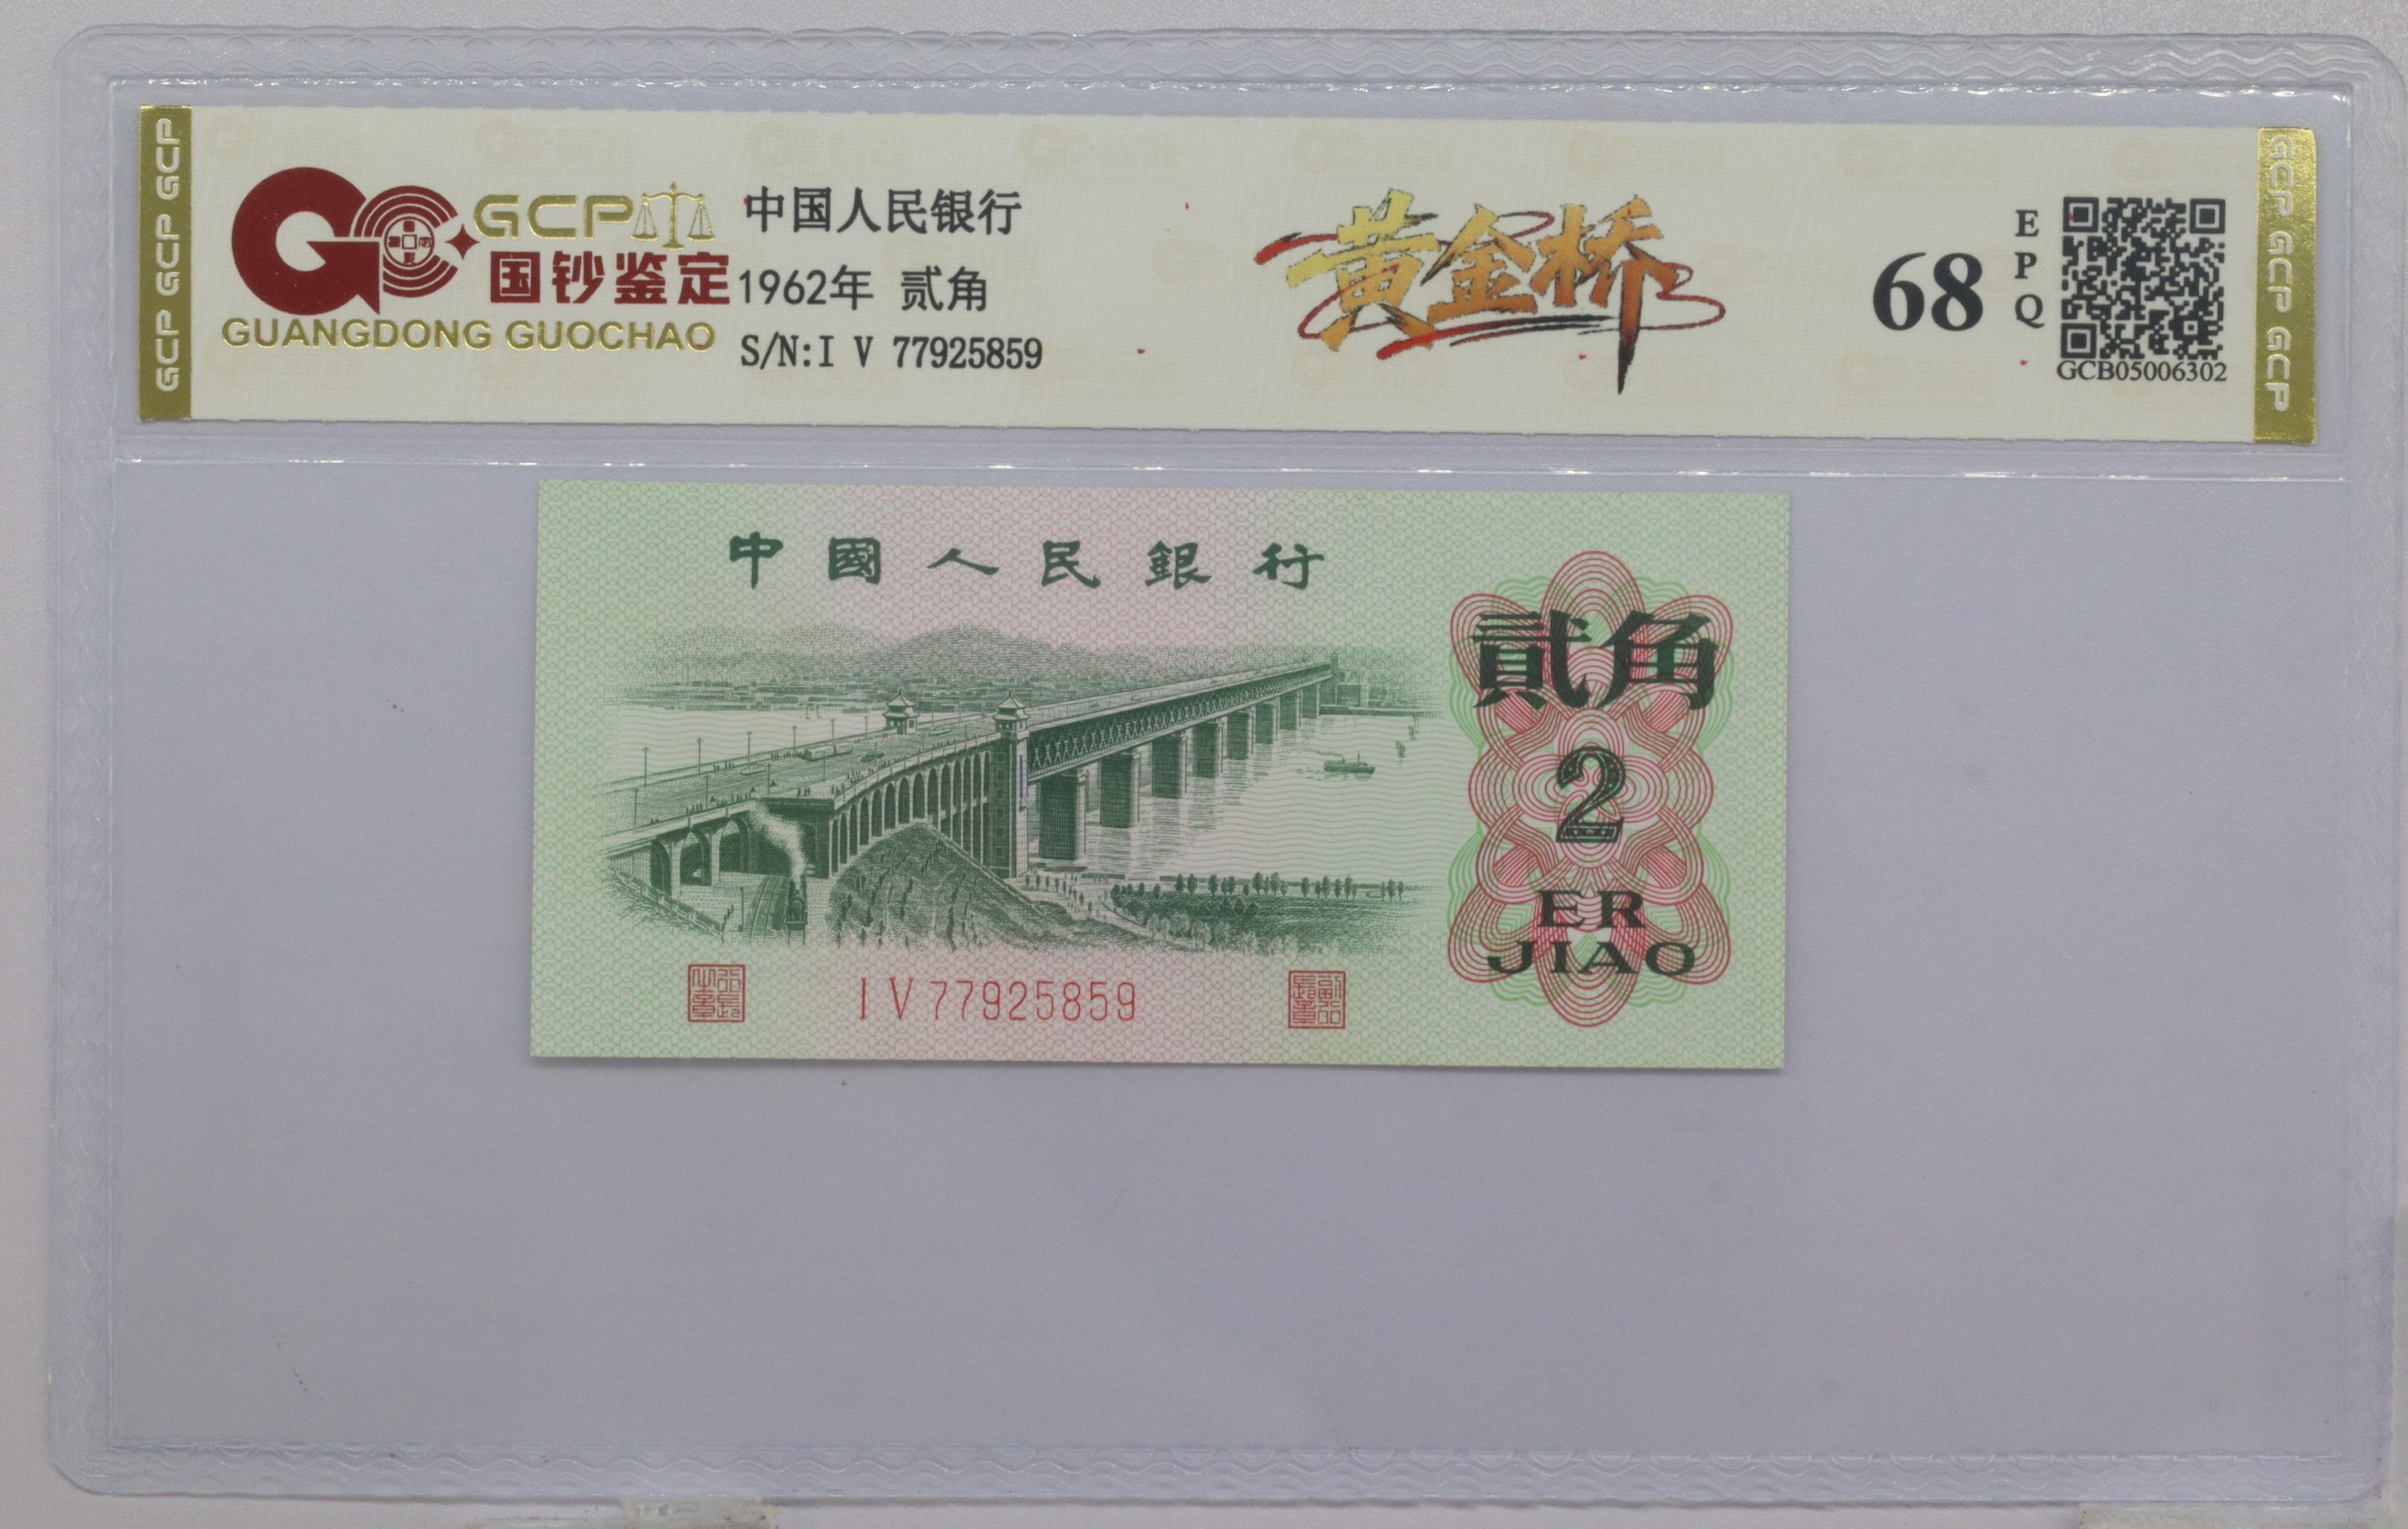 GCP GCP GCP
GCP
国钞鉴定
GUANGDONG GUOCHAO
中国人民银行
1962年 贰角
S/N:I V 77925859
黄金桥
68
E
P
Q
GCB05006302
GCP GCP GCP
中國人民銀行
貳角
2
ER
JIAO
I V 77925859